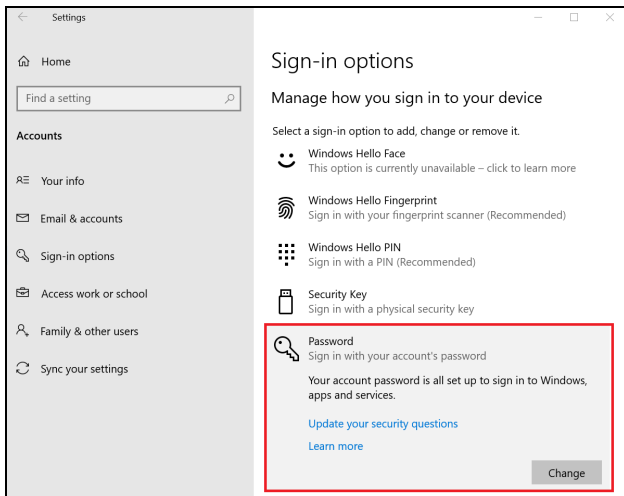 Settings
Home
Find a setting
Accounts
Your info
Email & accounts
Sign-in options
Access work or school
Family & other users
Sync your settings
Sign-in options
Manage how you sign in to your device
Select a sign-in option to add, change or remove it.
Windows Hello Face
This option is currently unavailable – click to learn more
Windows Hello Fingerprint
Sign in with your fingerprint scanner (Recommended)
Windows Hello PIN
Sign in with a PIN (Recommended)
Security Key
Sign in with a physical security key
Password
Sign in with your account's password
Your account password is all set up to sign in to Windows,
apps and services.
Update your security questions
Learn more
Change